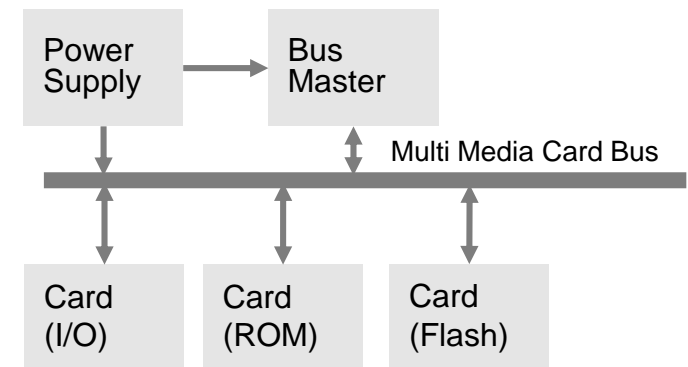 Power
Supply
Bus
Master
Multi Media Card Bus
Card
(I/O)
Card
(ROM)
Card
(Flash)